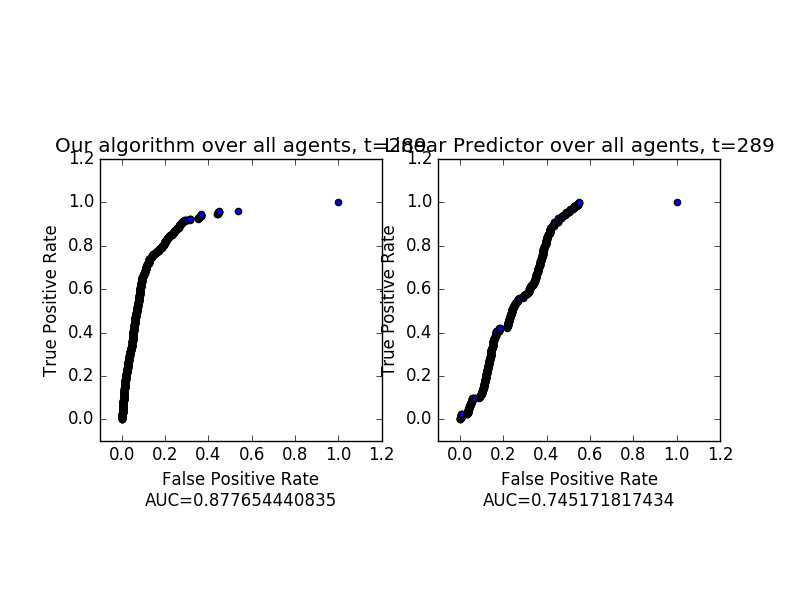 Our algorithm over all agents, t=289
1.2
1.0
0.8
0.6
0.4
0.2
0.0
True Positive Rate
0.0 0.2 0.4 0.6 0.8 1.0 1.2
False Positive Rate
AUC=0.877654440835
Linear Predictor over all agents, t=289
1.2
1.0
0.8
0.6
0.4
0.2
0.0
True Positive Rate
0.0 0.2 0.4 0.6 0.8 1.0 1.2
False Positive Rate
AUC=0.745171817434